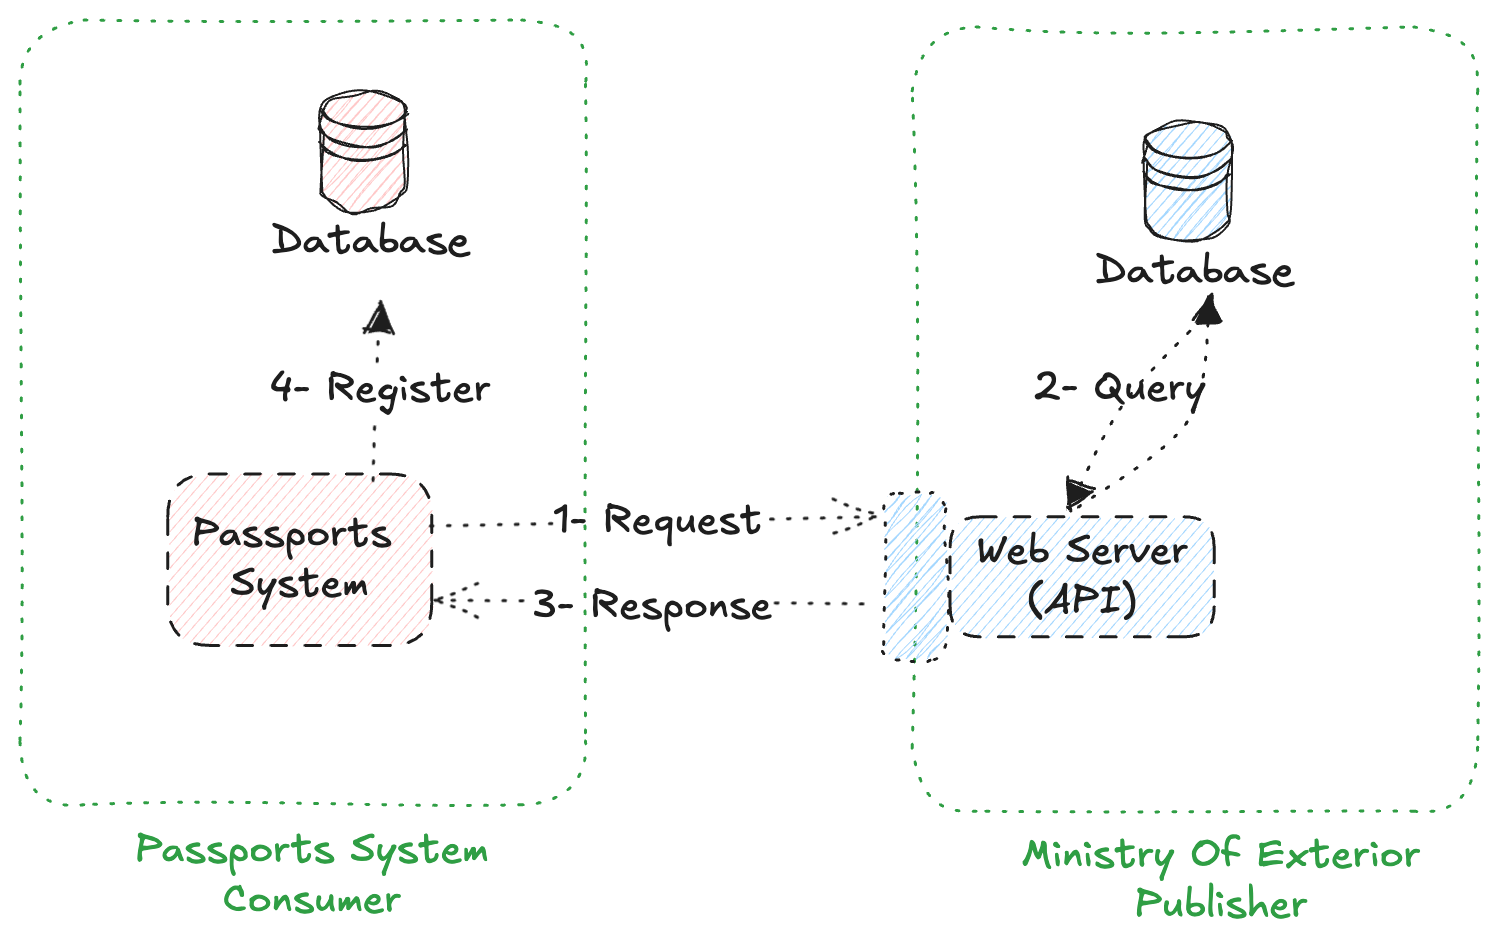 Database
Database
4- Register
2- Query
Passports
System
1- Request
3- Response
Web Server
(API)
Passports System
Consumer
Ministry Of Exterior
Publisher